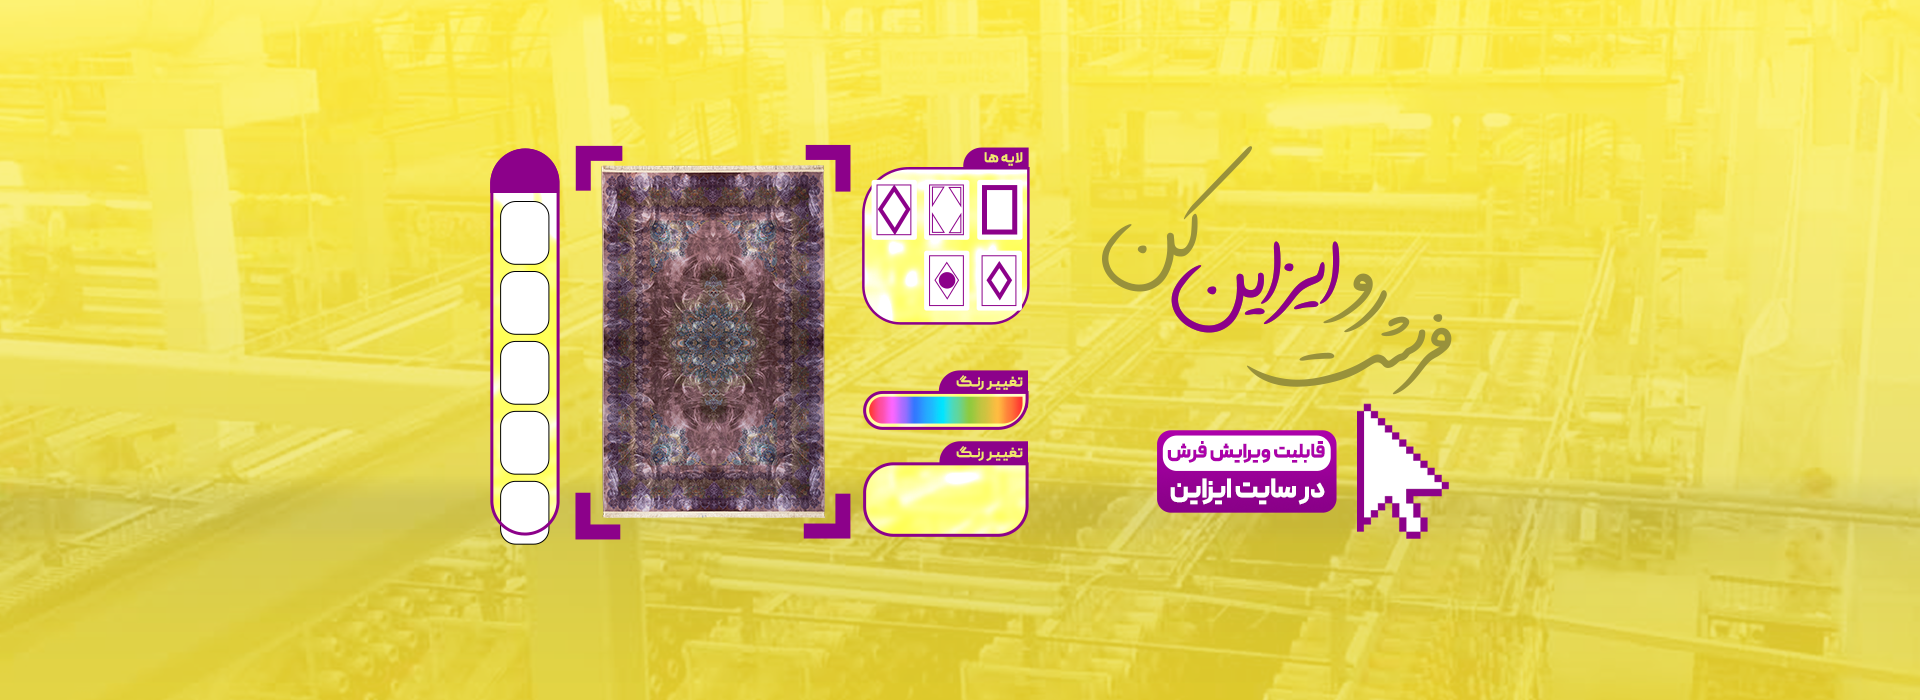 فرشت
رو
ایزاین
کن
قابلیت ویرایش فرش
در سایت ایزاین
لایه ها
تغییر رنگ
تغییر رنگ